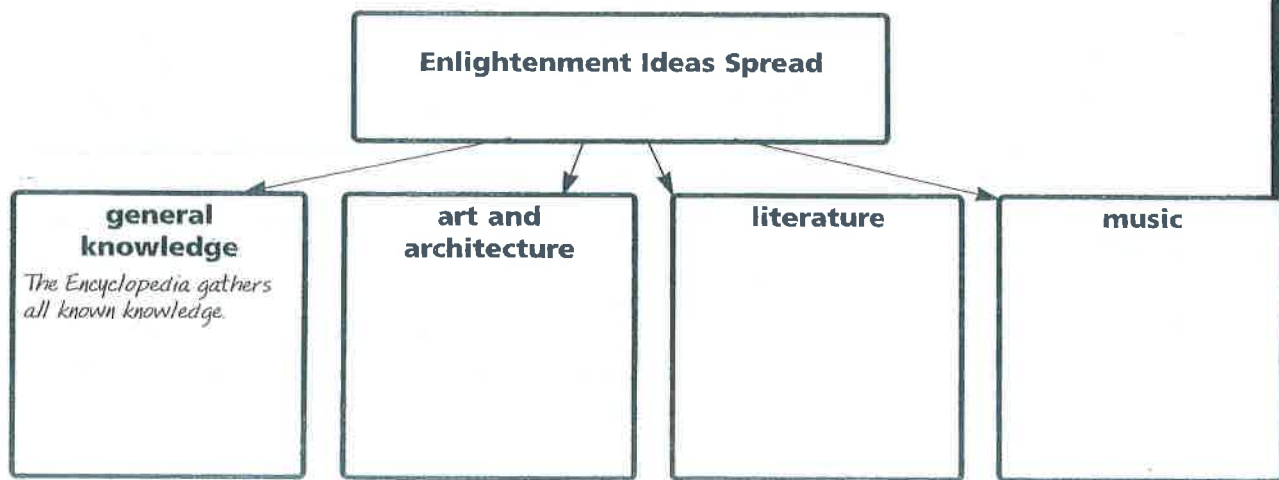 Enlightenment Ideas Spread
general
knowledge
The Encyclopedia gathers
all known knowledge.
art and
architecture
literature
music